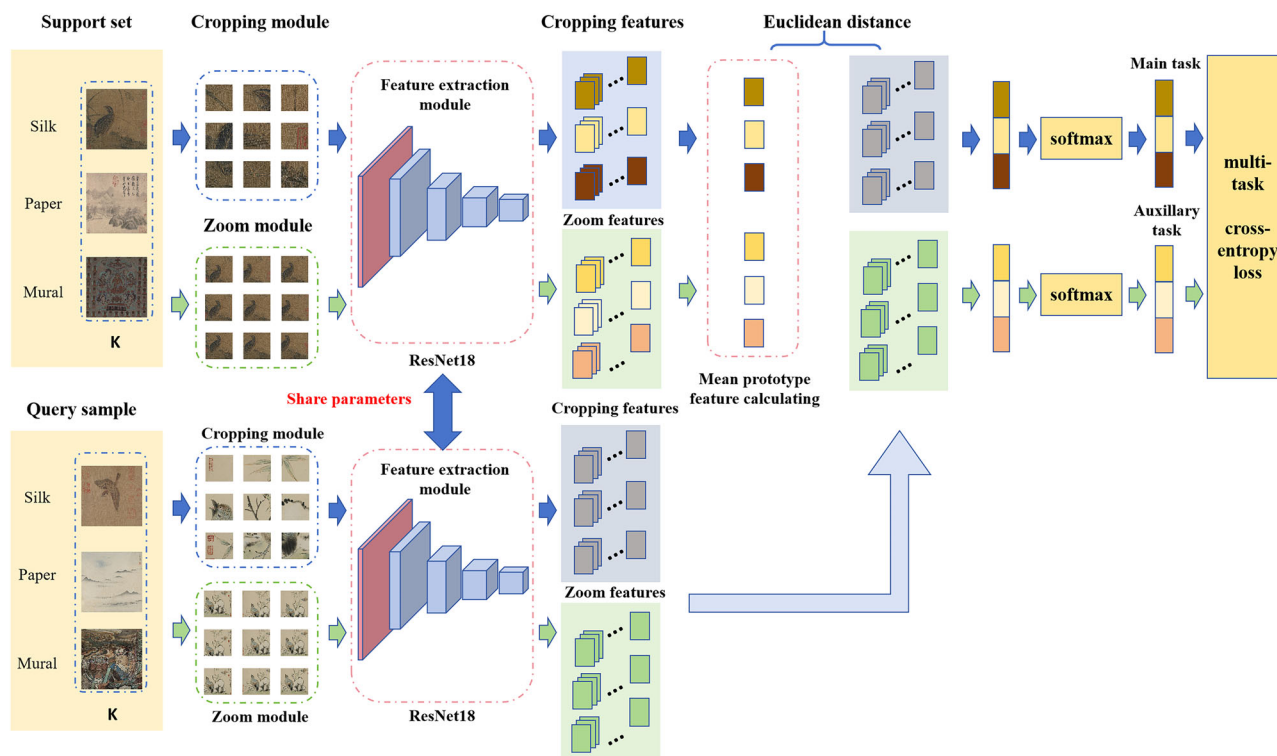 Support set
Cropping module
Cropping features
Euclidean distance
Silk
Paper
Mural
K
Zoom module
Feature extraction
module
ResNet18
Zoom features
Mean prototype
feature calculating
softmax
softmax
Main task
Auxillary
task
multi-
task
cross-
entropy
loss
Share parameters
Query sample
Silk
Paper
Mural
K
Cropping module
Zoom module
Feature extraction
module
ResNet18
Cropping features
Zoom features